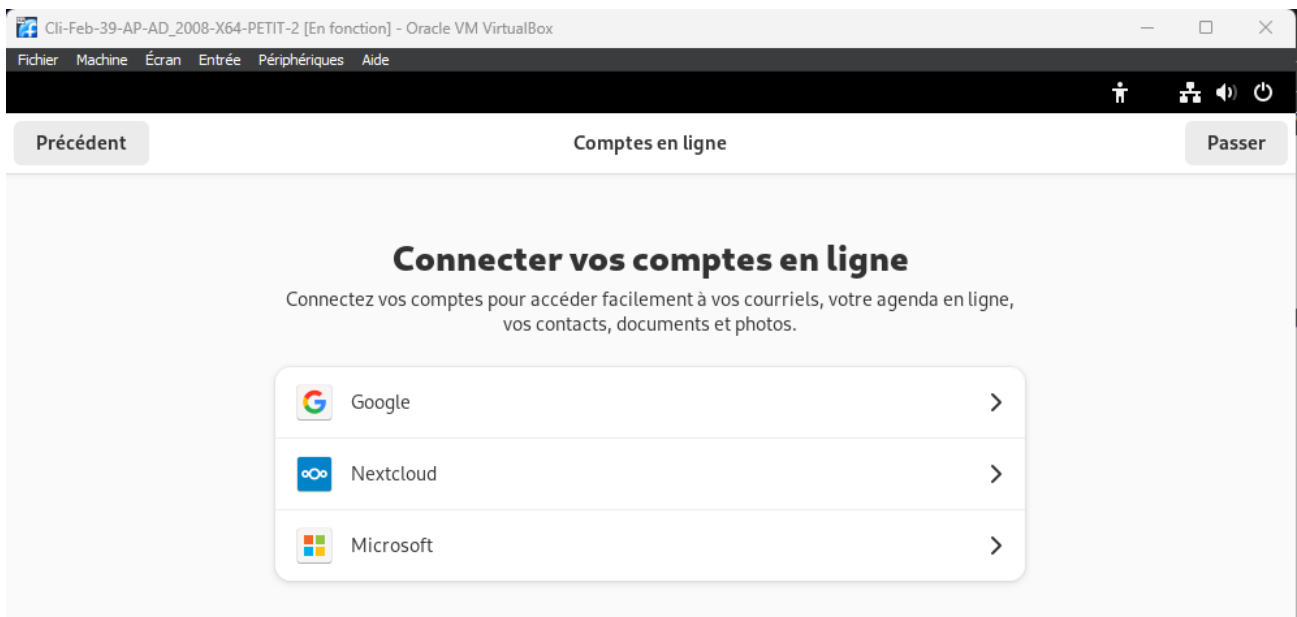 Cli-Feb-39-AP-AD_2008-X64-PETIT-2 [En fonction] - Oracle VM VirtualBox
Fichier Machine Écran Entrée Périphériques Aide
Précédent Comptes en ligne Passer
Connecter vos comptes en ligne
Connectez vos comptes pour accéder facilement à vos courriels, votre agenda en ligne,
vos contacts, documents et photos.
Google
Nextcloud
Microsoft